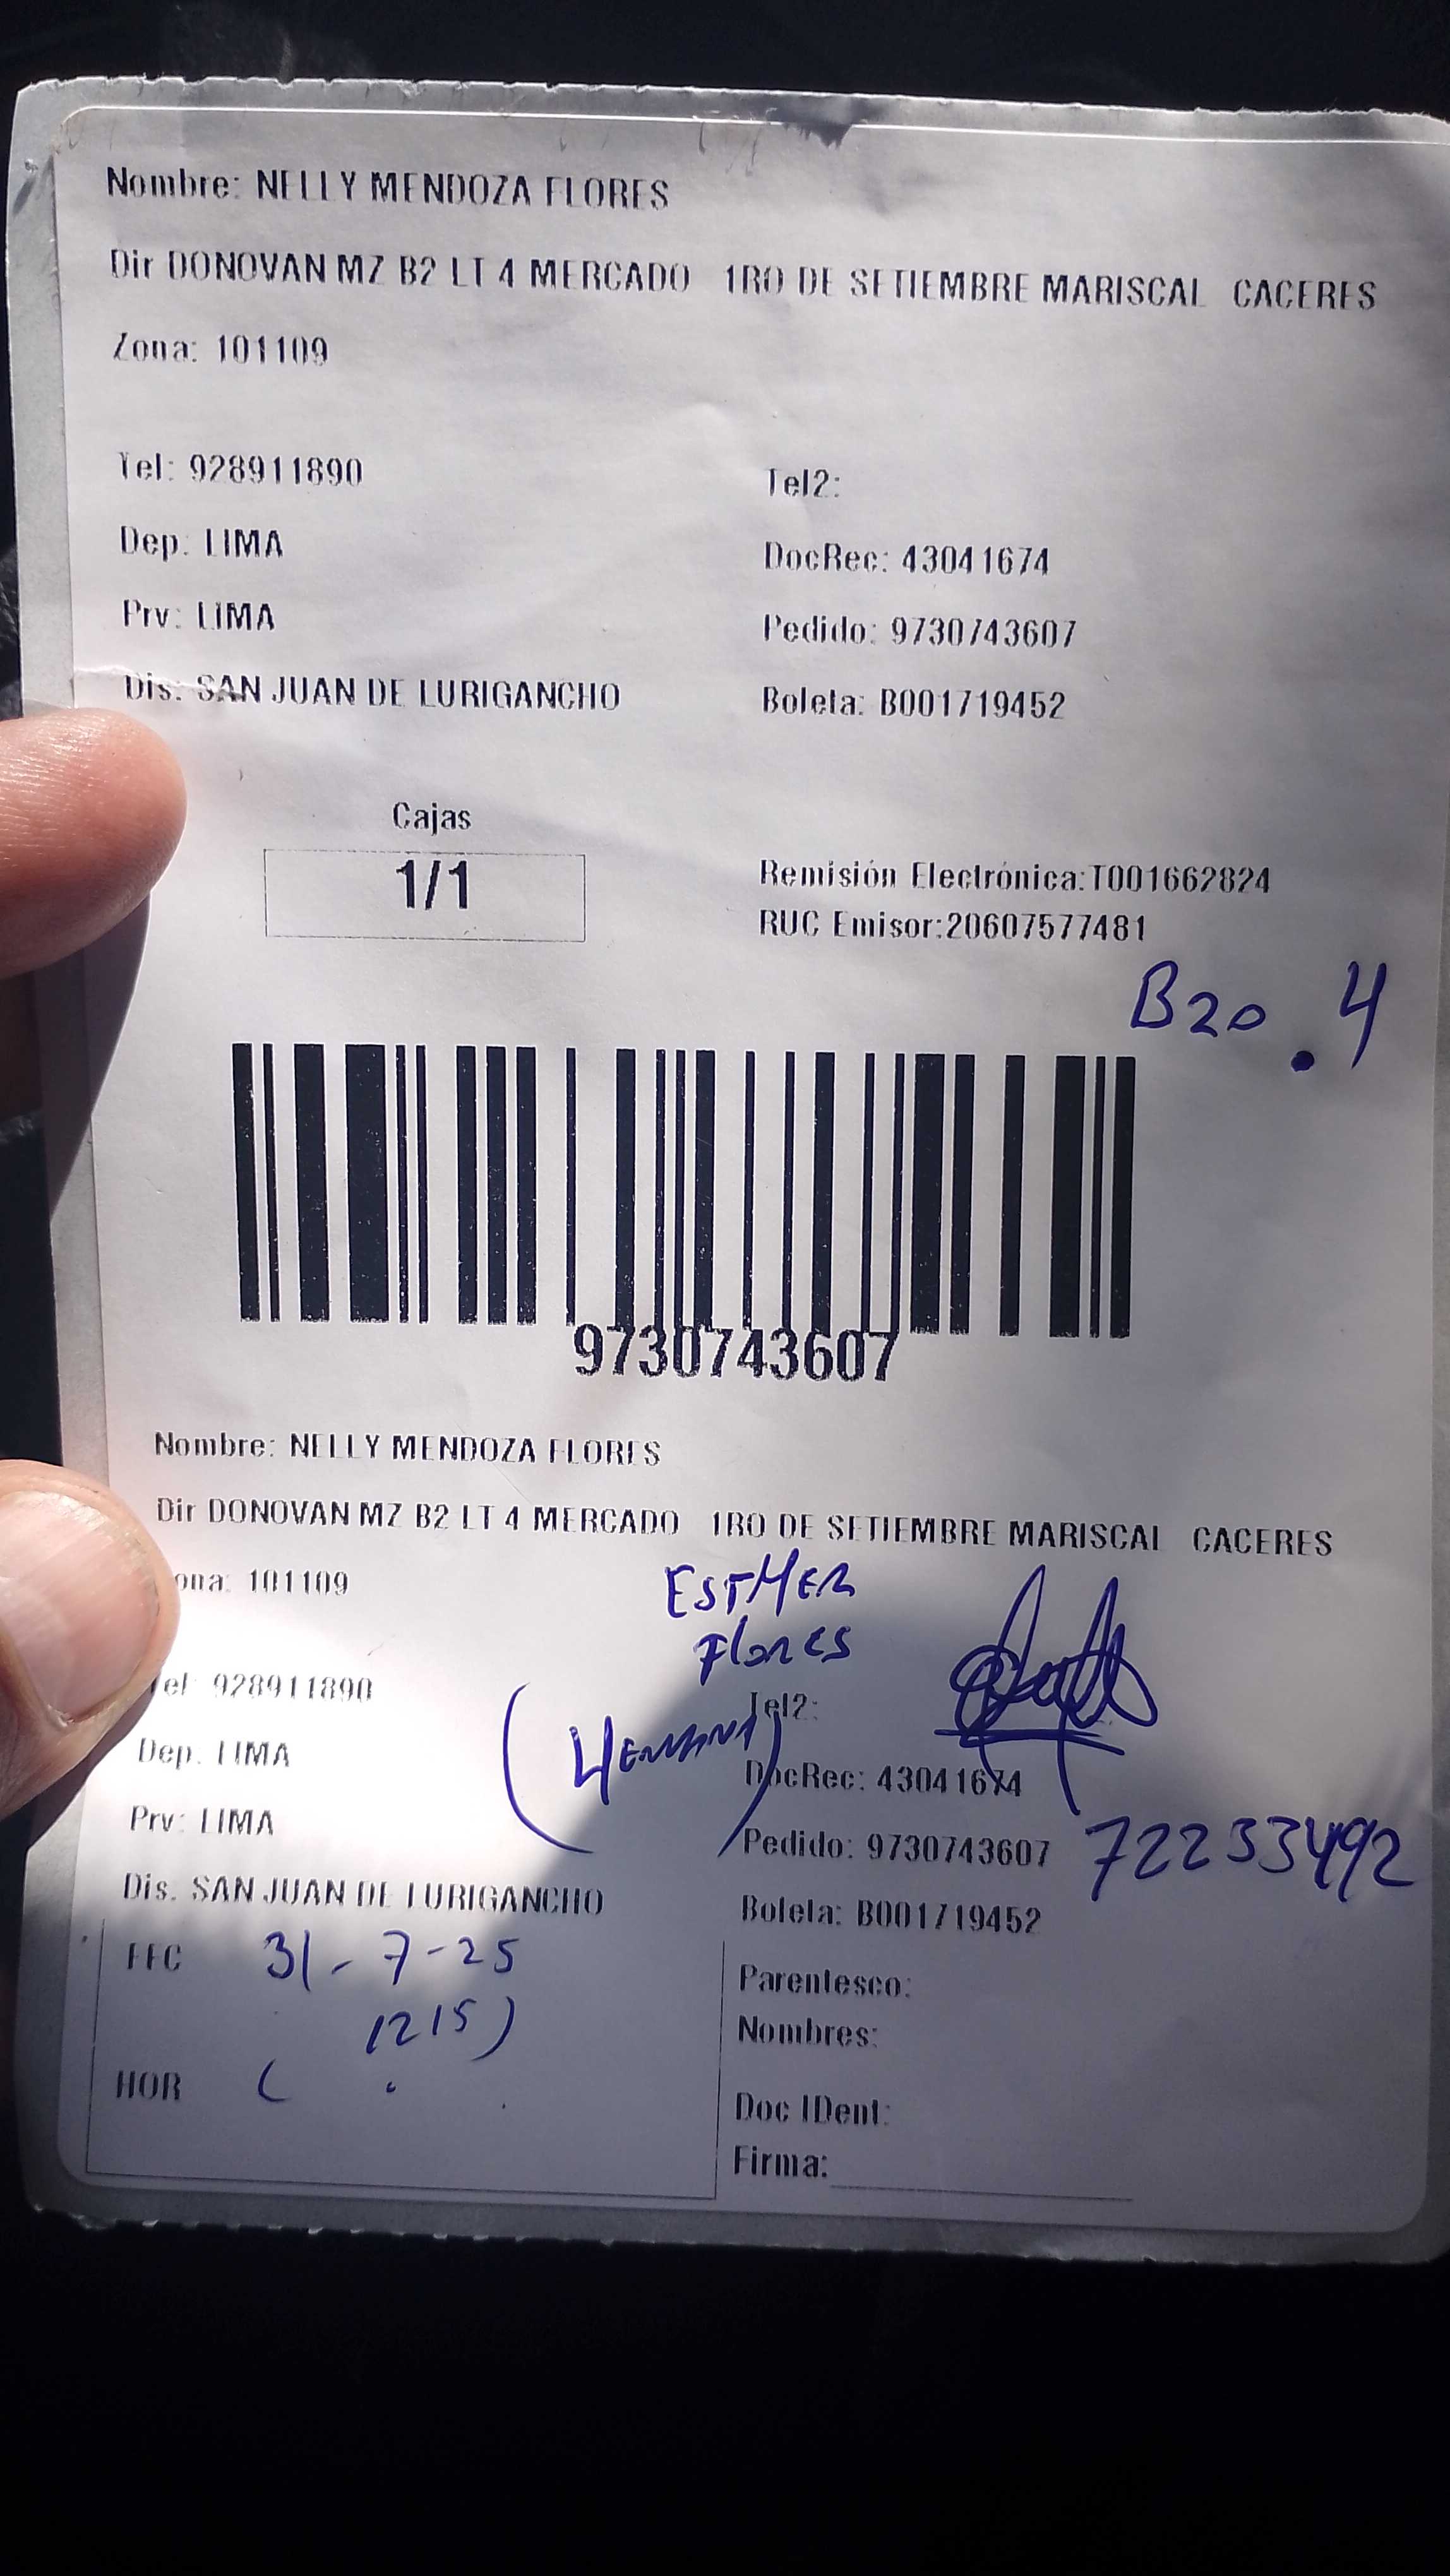 Nombre: NELLY MENDOZA FLORES
Dir DONOVAN MZ B2 LT 4 MERCADO 1RO DE SETIEMBRE MARISCAL CACERES
Zona: 101109
Tel: 928911890 Tel2:
Dep: LIMA DocRec: 43041674
Prv: LIMA Pedido: 9730743607
Dis: SAN JUAN DE LURIGANCHO Boleta: B001719452
Cajas
1/1
Remisión Electrónica:T001662824
RUC Emisor:20607577481
B20.4
9730743607
Nombre: NELLY MENDOZA FLORES
Dir DONOVAN MZ B2 LT 4 MERCADO 1RO DE SETIEMBRE MARISCAL CACERES
ona: 101109
ESTHER
Flores
Tel: 928911890 Tel2:
Dep. LIMA DocRec: 43041674
Prv: LIMA Pedido: 9730743607 72233492
Dis. SAN JUAN DE LURIGANCHO Boleta: B001719452
FEC 31-7-25
1215)
HOR (
Parentesco:
Nombres:
Doc IDent:
Firma: